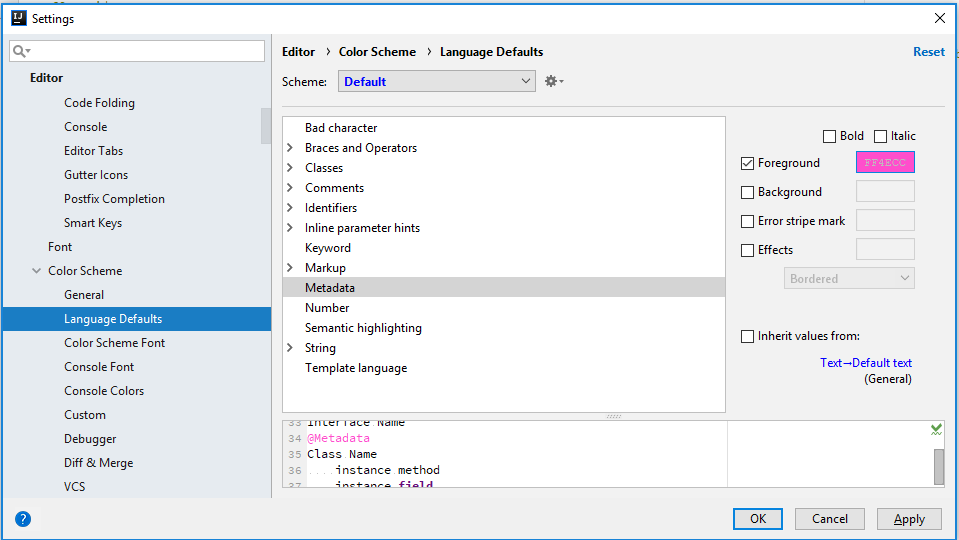 IJ Settings
Editor › Color Scheme › Language Defaults Reset
Scheme: Default
Editor
Code Folding
Console
Editor Tabs
Gutter Icons
Postfix Completion
Smart Keys
Font
Color Scheme
General
Language Defaults
Color Scheme Font
Console Font
Console Colors
Custom
Debugger
Diff & Merge
VCS
Bad character
Braces and Operators
Classes
Comments
Identifiers
Inline parameter hints
Keyword
Markup
Metadata
Number
Semantic highlighting
String
Template language
Bold Italic
Foreground FF4ECC
Background
Error stripe mark
Effects
Bordered
Inherit values from:
Text→Default text
(General)
33 Interface Name
34 @Metadata
35 Class Name
36 ....instance method
37 instance field
? OK Cancel Apply